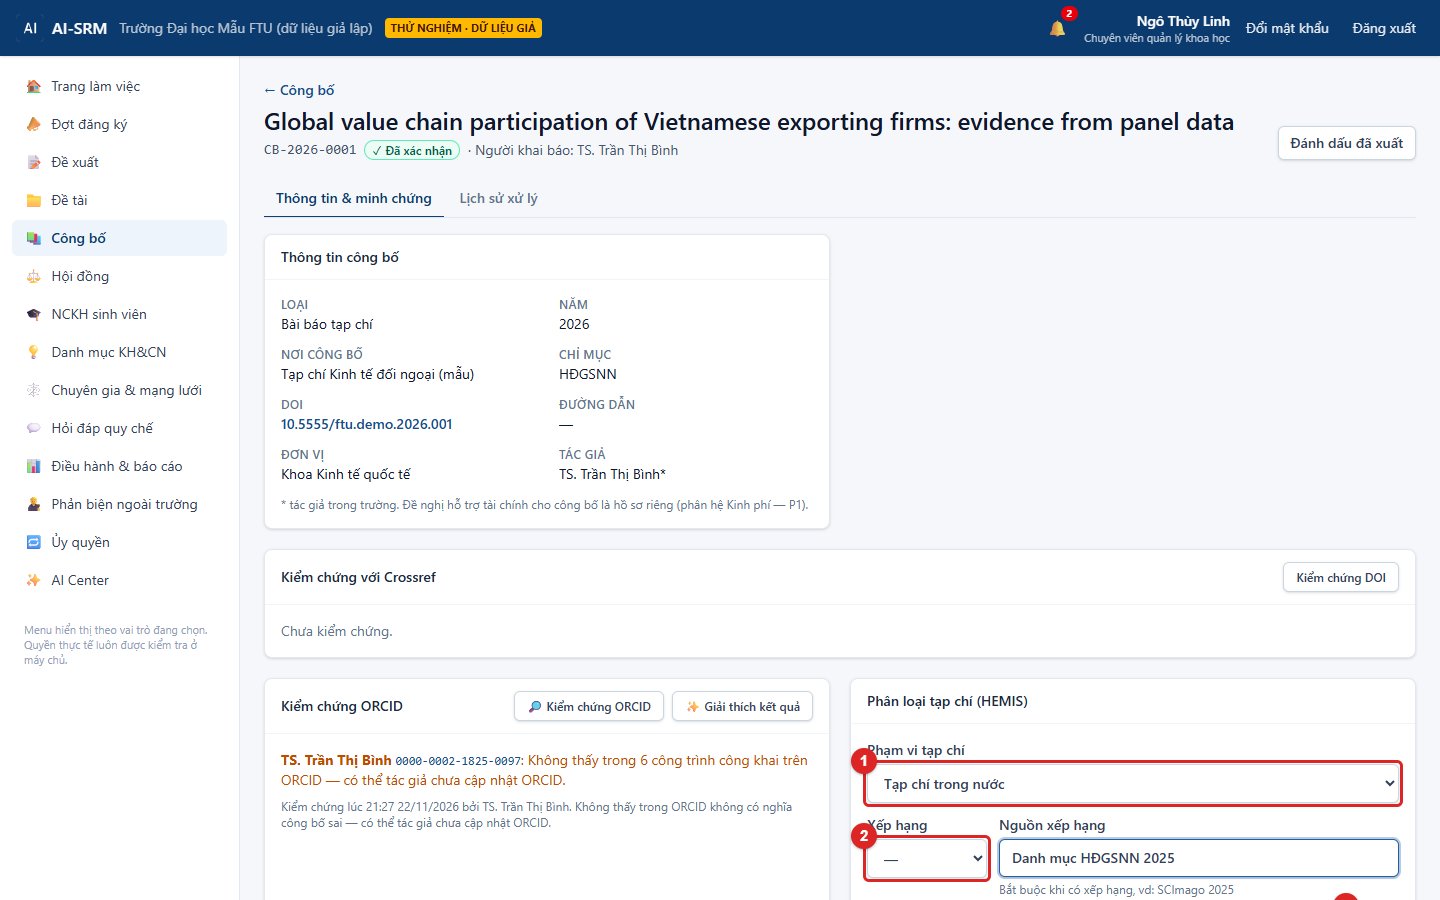 AI AI-SRM Trường Đại học Mẫu FTU (dữ liệu giả lập) THỬ NGHIỆM · DỮ LIỆU GIẢ
2
Ngô Thùy Linh
Chuyên viên quản lý khoa học
Đổi mật khẩu
Đăng xuất
Trang làm việc
Đợt đăng ký
Đề xuất
Đề tài
Công bố
Hội đồng
NCKH sinh viên
Danh mục KH&CN
Chuyên gia & mạng lưới
Hỏi đáp quy chế
Điều hành & báo cáo
Phản biện ngoài trường
Ủy quyền
AI Center
Menu hiển thị theo vai trò đang chọn.
Quyền thực tế luôn được kiểm tra ở
máy chủ.
← Công bố
Global value chain participation of Vietnamese exporting firms: evidence from panel data
CB-2026-0001 ✓ Đã xác nhận · Người khai báo: TS. Trần Thị Bình
Đánh dấu đã xuất
Thông tin & minh chứng
Lịch sử xử lý
Thông tin công bố
LOẠI
Bài báo tạp chí
NĂM
2026
NƠI CÔNG BỐ
Tạp chí Kinh tế đối ngoại (mẫu)
CHỈ MỤC
HĐGSNN
DOI
10.5555/ftu.demo.2026.001
ĐƯỜNG DẪN
—
ĐƠN VỊ
Khoa Kinh tế quốc tế
TÁC GIẢ
TS. Trần Thị Bình*
* tác giả trong trường. Đề nghị hỗ trợ tài chính cho công bố là hồ sơ riêng (phân hệ Kinh phí — P1).
Kiểm chứng với Crossref
Kiểm chứng DOI
Chưa kiểm chứng.
Kiểm chứng ORCID
Kiểm chứng ORCID
Giải thích kết quả
TS. Trần Thị Bình 0000-0002-1825-0097: Không thấy trong 6 công trình công khai trên
ORCID — có thể tác giả chưa cập nhật ORCID.
Kiểm chứng lúc 21:27 22/11/2026 bởi TS. Trần Thị Bình. Không thấy trong ORCID không có nghĩa
công bố sai — có thể tác giả chưa cập nhật ORCID.
Phân loại tạp chí (HEMIS)
Phạm vi tạp chí
1
Tạp chí trong nước
Xếp hạng
2
—
Nguồn xếp hạng
Danh mục HĐGSNN 2025
Bắt buộc khi có xếp hạng, vd: SCImago 2025